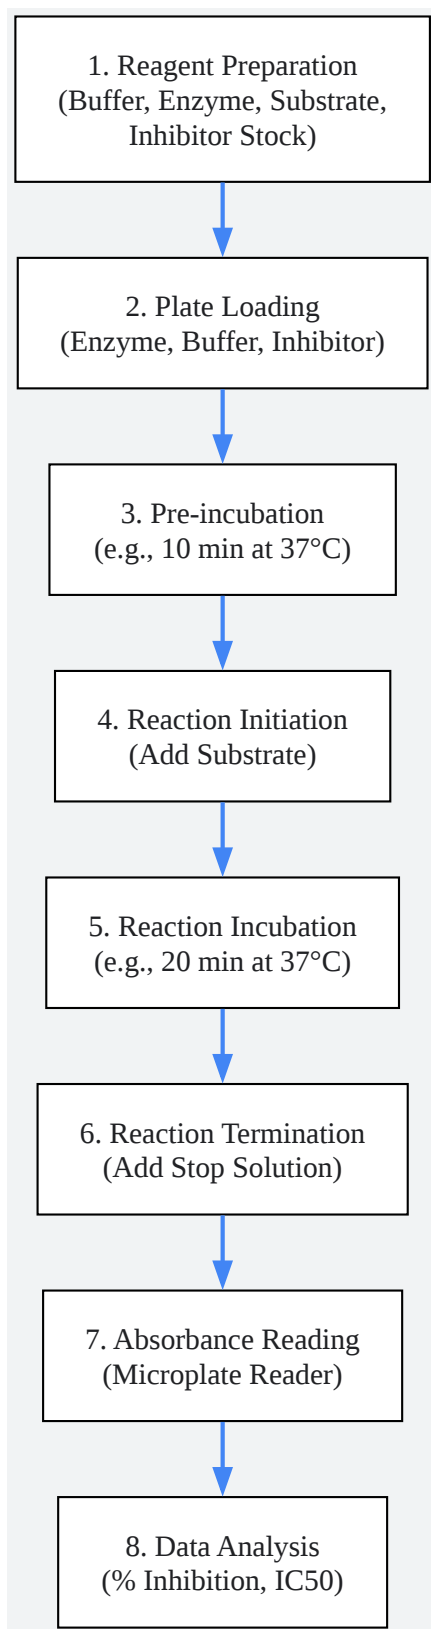 1. Reagent Preparation
(Buffer, Enzyme, Substrate,
Inhibitor Stock)
2. Plate Loading
(Enzyme, Buffer, Inhibitor)
3. Pre-incubation
(e.g., 10 min at 37°C)
4. Reaction Initiation
(Add Substrate)
5. Reaction Incubation
(e.g., 20 min at 37°C)
6. Reaction Termination
(Add Stop Solution)
7. Absorbance Reading
(Microplate Reader)
8. Data Analysis
(% Inhibition, IC50)